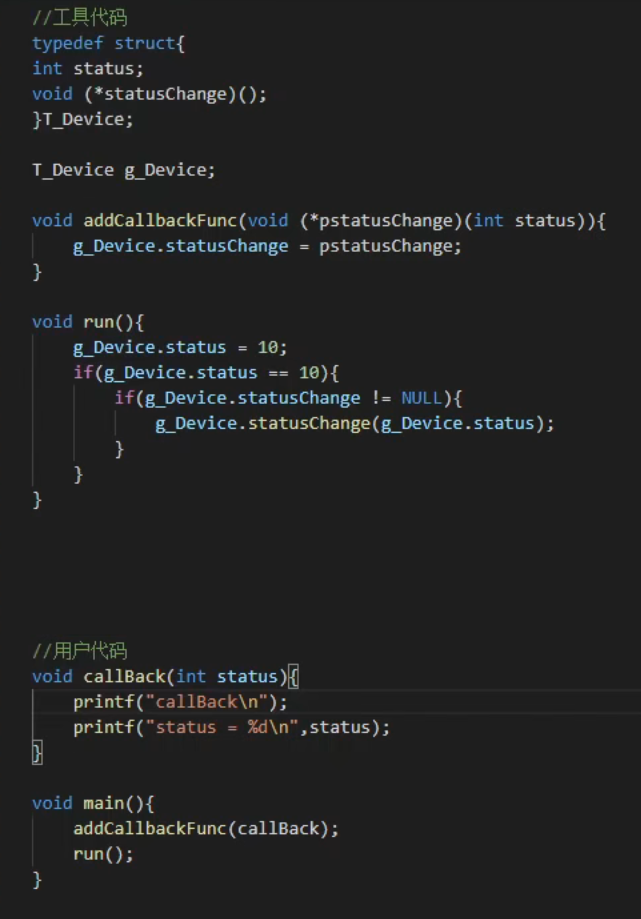 //工具代码
typedef struct{
int status;
void (*statusChange)();
}T_Device;
T_Device g_Device;
void addCallbackFunc(void (*pstatusChange)(int status)){
g_Device.statusChange = pstatusChange;
}
void run(){
g_Device.status = 10;
if(g_Device.status == 10){
if(g_Device.statusChange != NULL){
g_Device.statusChange(g_Device.status);
}
}
}
//用户代码
void callBack(int status){
printf("callBack\n");
printf("status = %d\n",status);
}
void main(){
addCallbackFunc(callBack);
run();
}